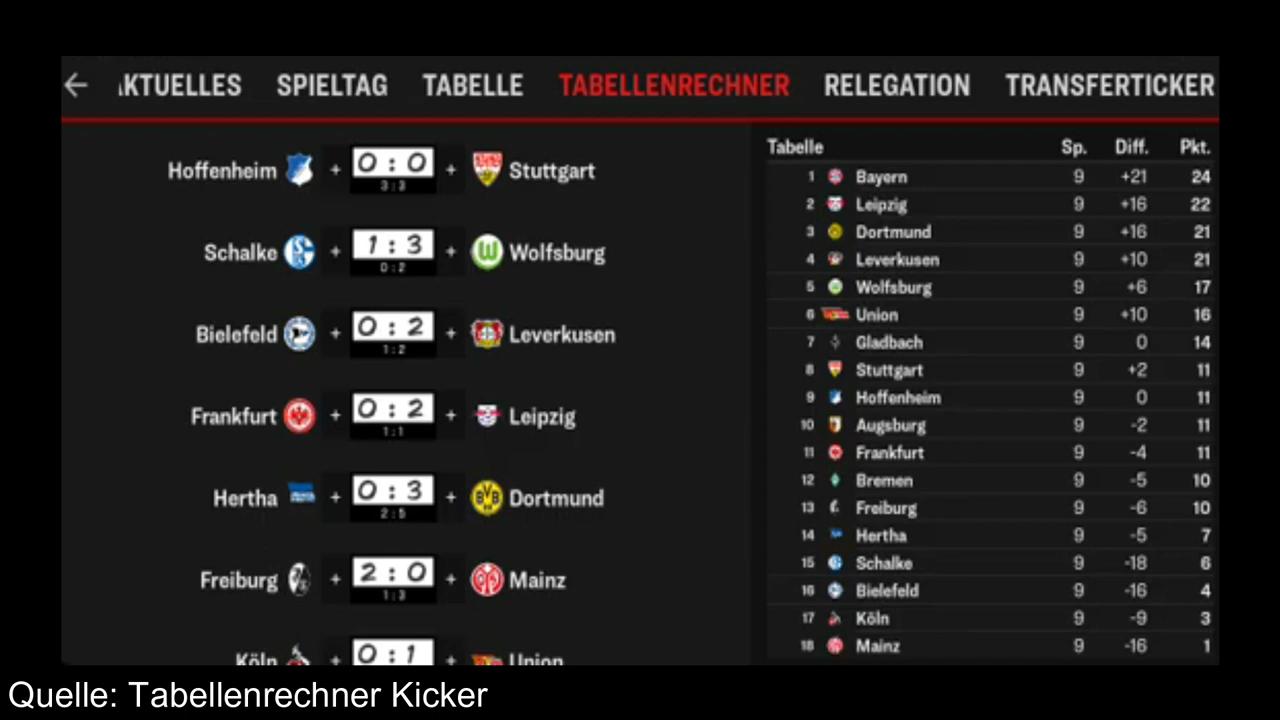 ← AKTUELLES SPIELTAG TABELLE TABELLENRECHNER RELEGATION TRANSFERTICKER
Hoffenheim + 0 : 0 + Stuttgart
3 : 3
Schalke + 1 : 3 + Wolfsburg
0 : 2
Bielefeld + 0 : 2 + Leverkusen
1 : 2
Frankfurt + 0 : 2 + Leipzig
1 : 1
Hertha + 0 : 3 + Dortmund
2 : 5
Freiburg + 2 : 0 + Mainz
1 : 3
Köln + 0 : 1 + Union
Tabelle Sp. Diff. Pkt.
1 Bayern 9 +21 24
2 Leipzig 9 +16 22
3 Dortmund 9 +16 21
4 Leverkusen 9 +10 21
5 Wolfsburg 9 +6 17
6 Union 9 +10 16
7 Gladbach 9 0 14
8 Stuttgart 9 +2 11
9 Hoffenheim 9 0 11
10 Augsburg 9 -2 11
11 Frankfurt 9 -4 11
12 Bremen 9 -5 10
13 Freiburg 9 -6 10
14 Hertha 9 -5 7
15 Schalke 9 -18 6
16 Bielefeld 9 -16 4
17 Köln 9 -9 3
18 Mainz 9 -16 1
Quelle: Tabellenrechner Kicker